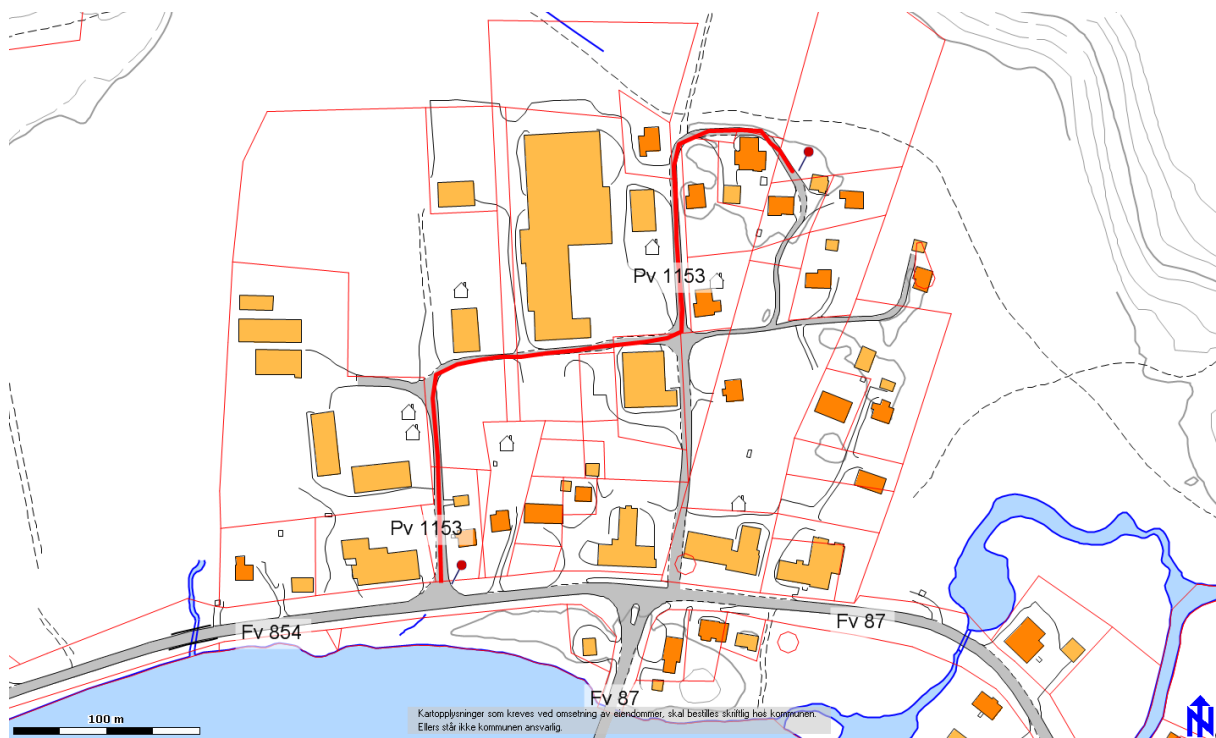 Pv 1153
Pv 1153
Fv 854
Fv 87
Fv 87
100 m
Kartopplysninger som kreves ved omsetning av eiendommer, skal bestilles skriftlig hos kommunen.
Ellers står ikke kommunen ansvarlig.
N